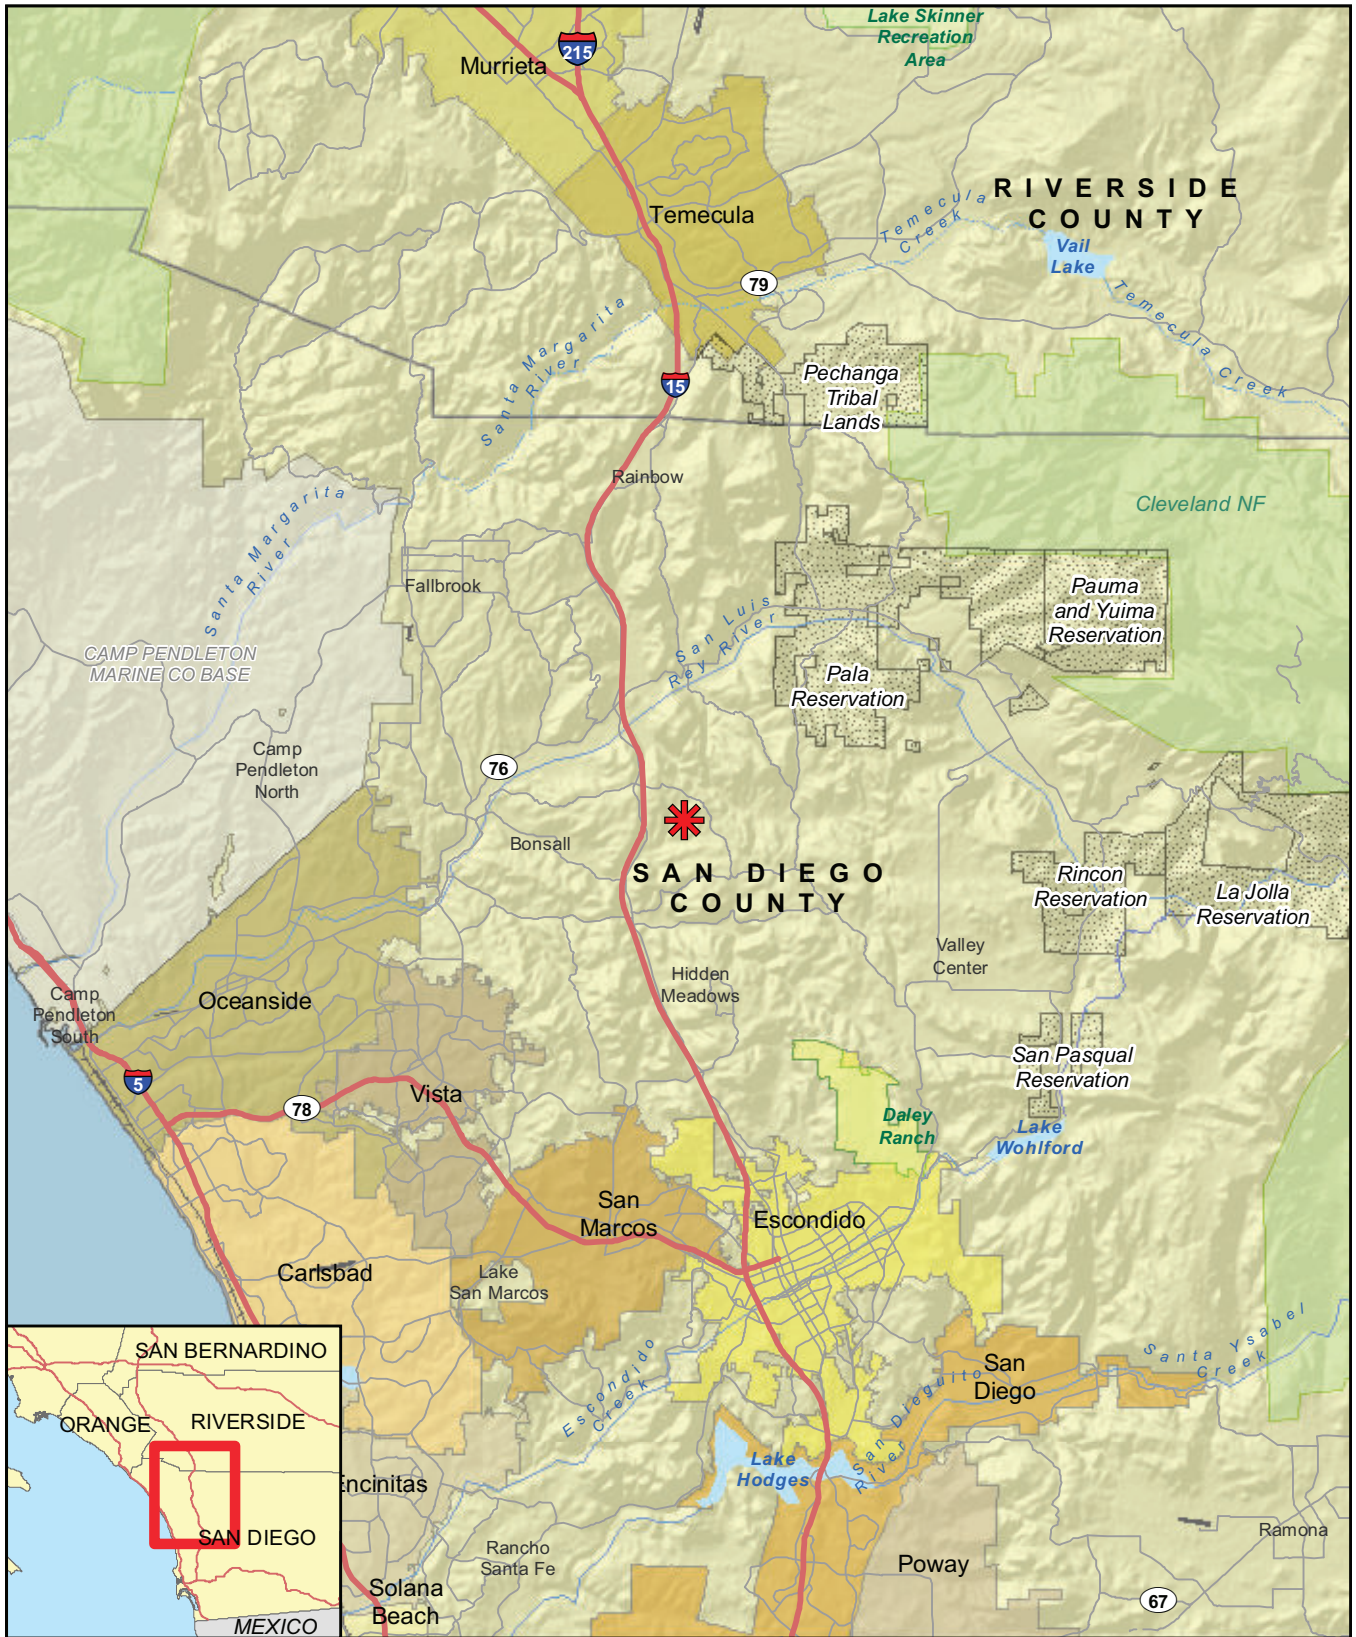 Lake Skinner
Recreation
Area
215
Murrieta
Temecula
RIVERSIDE
COUNTY
Temecula
Creek
Vail
Lake
79
Temecula Creek
Santa Margarita
River
15
Pechanga
Tribal
Lands
Rainbow
Cleveland NF
Santa Margarita
River
Fallbrook
Pauma
and Yuima
Reservation
San Luis
Rey River
CAMP PENDLETON
MARINE CO BASE
Pala
Reservation
Camp
Pendleton
North
76
Bonsall
SAN DIEGO
COUNTY
Rincon
Reservation
La Jolla
Reservation
Valley
Center
Hidden
Meadows
Camp
Pendleton
South
Oceanside
San Pasqual
Reservation
5
78
Vista
Daley
Ranch
Lake
Wohlford
San
Marcos
Escondido
Carlsbad
Lake
San Marcos
Santa Ysabel
Creek
Escondido
Creek
San
Diego
San Dieguito
River
SAN BERNARDINO
ORANGE
RIVERSIDE
SAN DIEGO
MEXICO
Lake
Hodges
Encinitas
Rancho
Santa Fe
Solana
Beach
Poway
Ramona
67